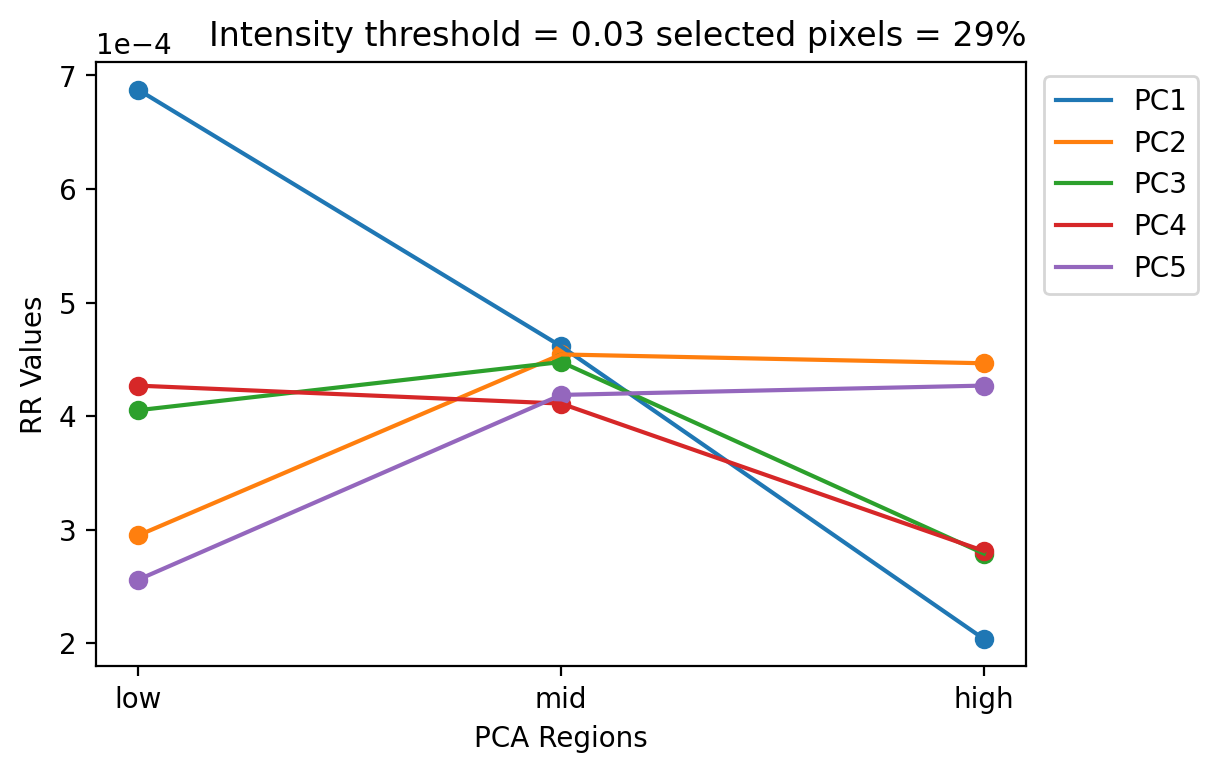 Intensity threshold = 0.03 selected pixels = 29%
1e−4
7
6
5
4
3
2
RR Values
low mid high
PCA Regions
PC1
PC2
PC3
PC4
PC5